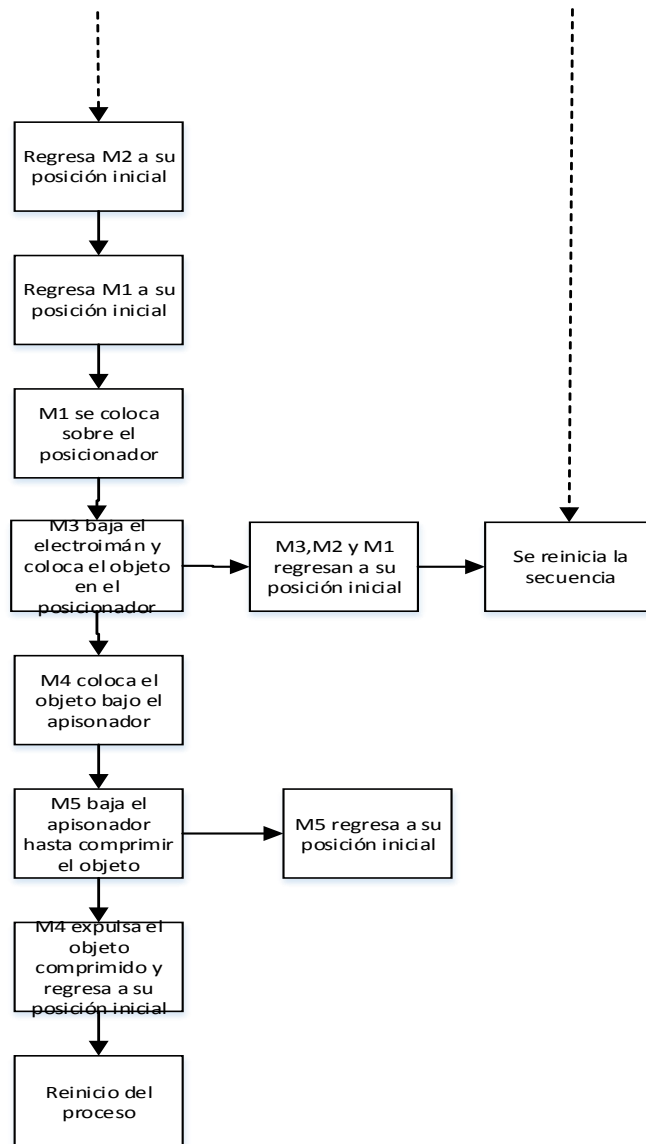 Regresa M2 a su
posición inicial
Regresa M1 a su
posición inicial
M1 se coloca
sobre el
posicionador
M3 baja el
electroimán y
coloca el objeto
en el
posicionador
M3,M2 y M1
regresan a su
posición inicial
Se reinicia la
secuencia
M4 coloca el
objeto bajo el
apisonador
M5 baja el
apisonador
hasta comprimir
el objeto
M5 regresa a su
posición inicial
M4 expulsa el
objeto
comprimido y
regresa a su
posición inicial
Reinicio del
proceso